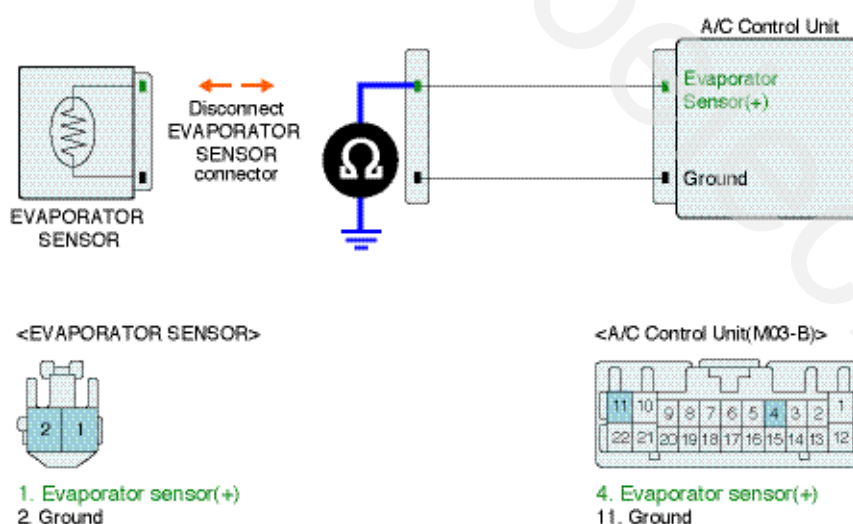 A/C Control Unit
Evaporator
Sensor(+)
Disconnect
EVAPORATOR
SENSOR
connector
Ω
Ground
EVAPORATOR
SENSOR
<EVAPORATOR SENSOR>
<A/C Control Unit(M03-B)>
2 1
11 10 9 8 7 6 5 4 3 2 1
22 21 20 19 18 17 16 15 14 13 12
1. Evaporator sensor(+)
2. Ground
4. Evaporator sensor(+)
11. Ground